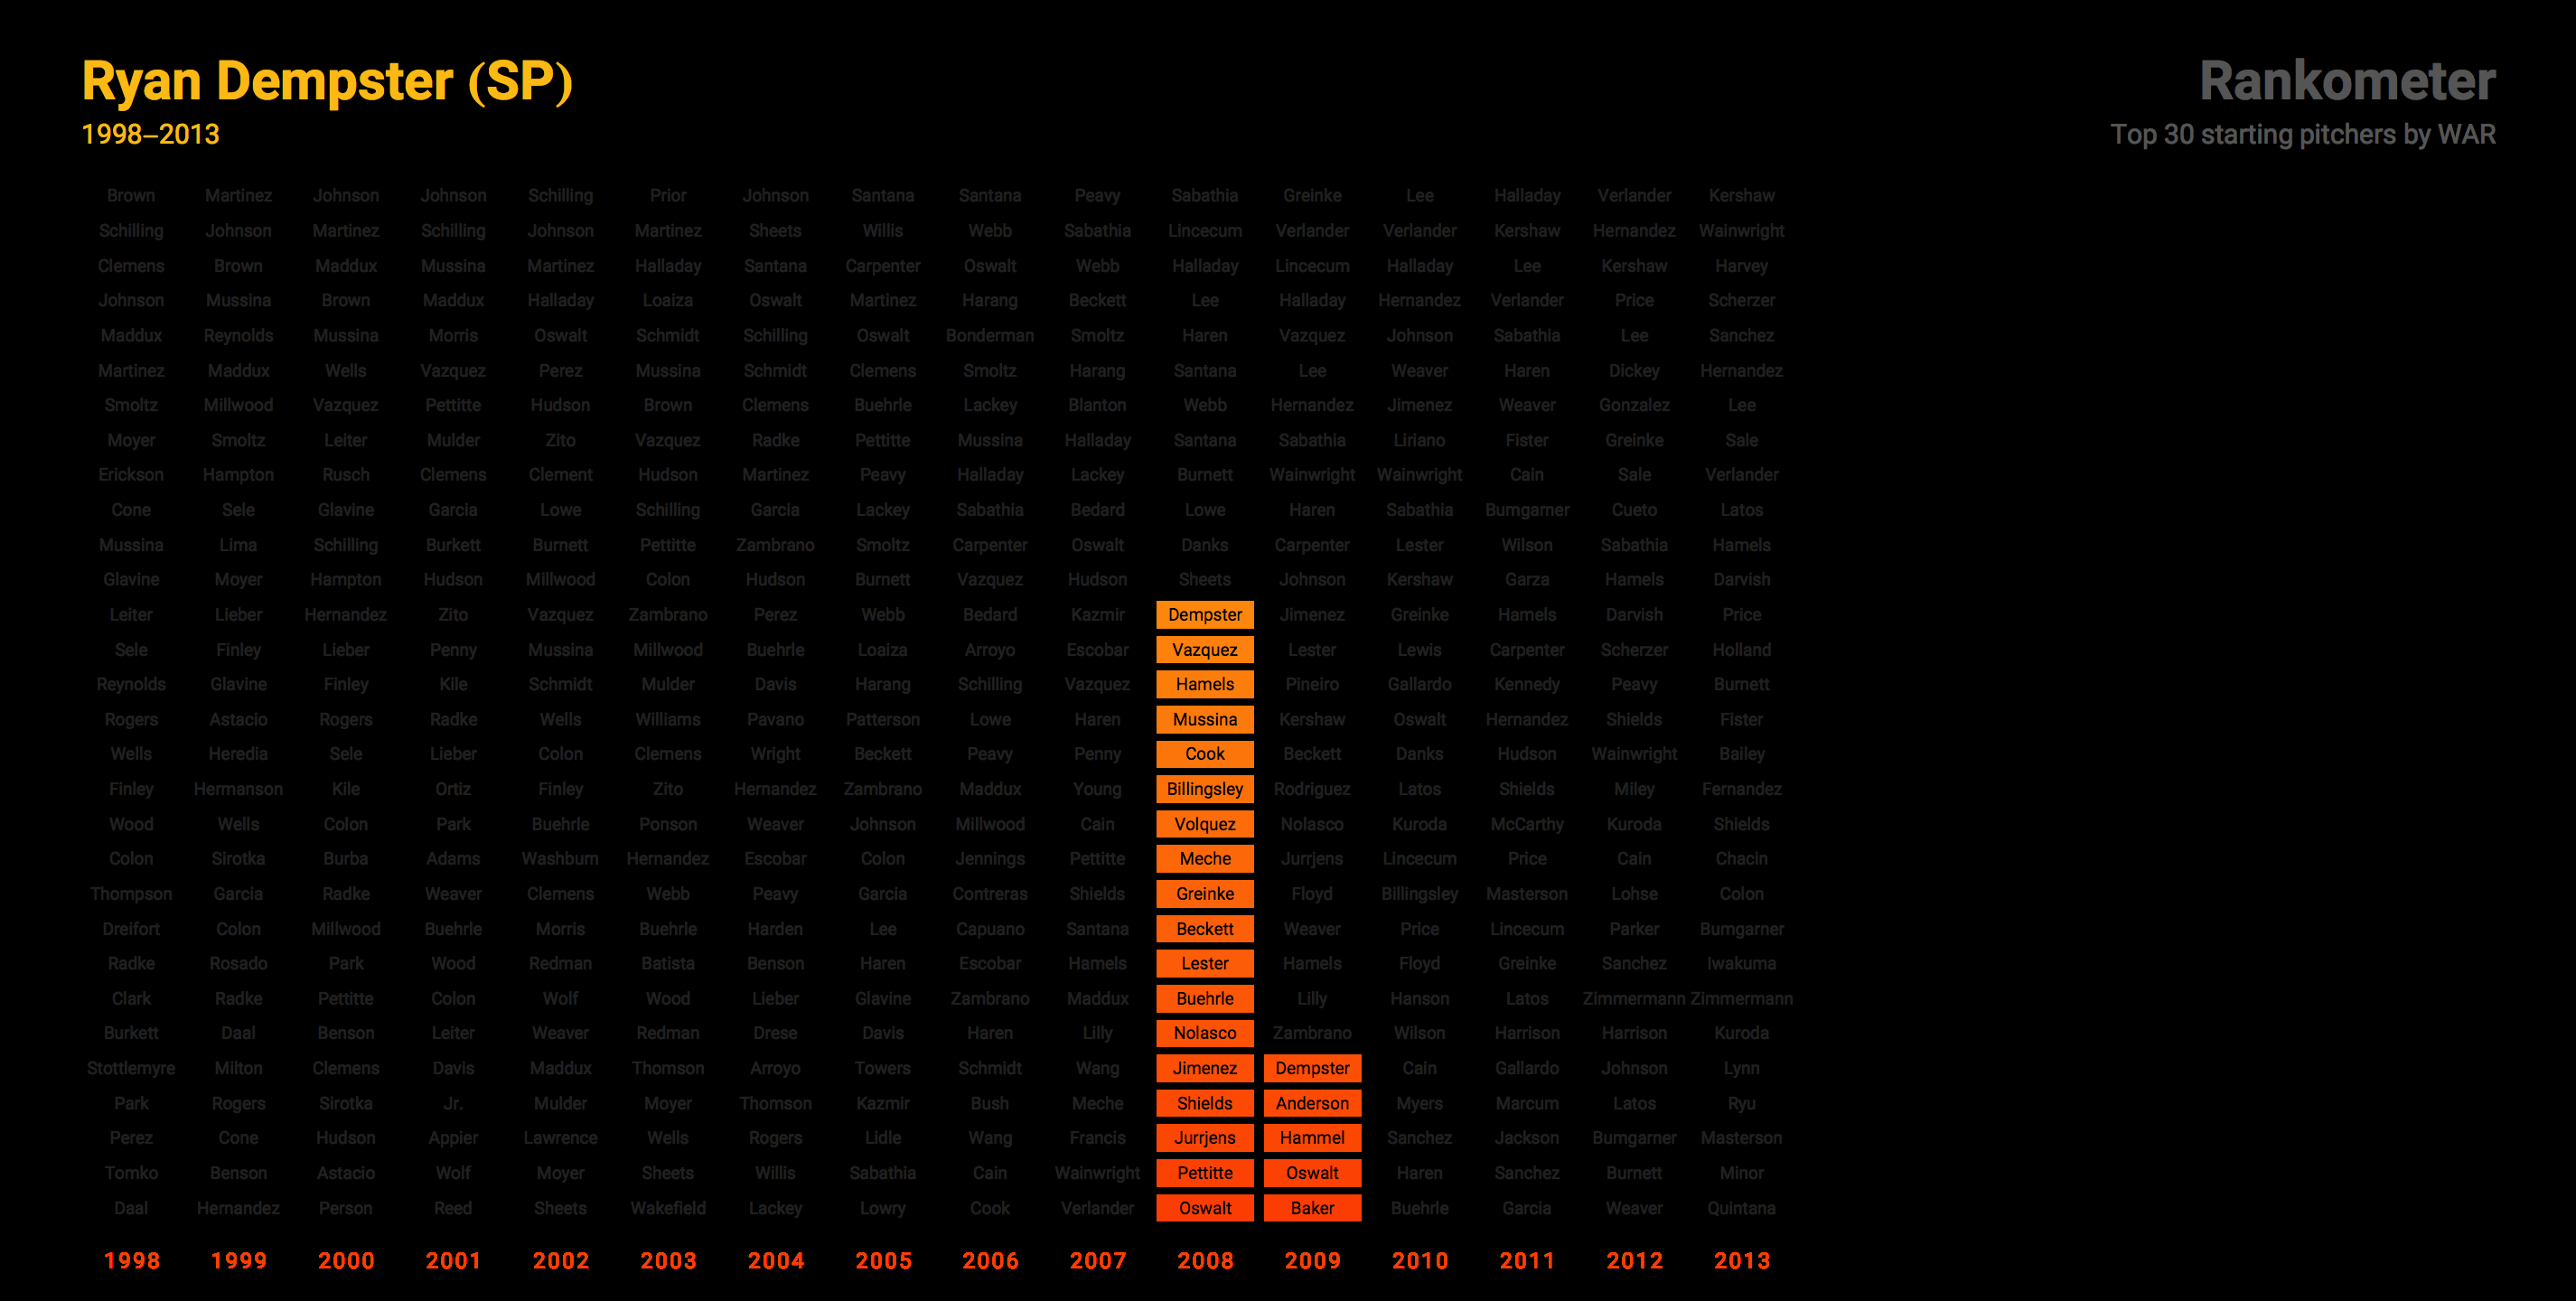 Ryan Dempster (SP)
1998–2013
Rankometer
Top 30 starting pitchers by WAR
Brown Martinez Johnson Johnson Schilling Prior Johnson Santana Santana Peavy Sabathia Greinke Lee Halladay Verlander Kershaw
Schilling Johnson Martinez Schilling Johnson Martinez Sheets Willis Webb Sabathia Lincecum Verlander Verlander Kershaw Hernandez Wainwright
Clemens Brown Maddux Mussina Martinez Halladay Santana Carpenter Oswalt Webb Halladay Lincecum Halladay Lee Kershaw Harvey
Johnson Mussina Brown Maddux Halladay Loaiza Oswalt Martinez Harang Beckett Lee Halladay Hernandez Verlander Price Scherzer
Maddux Reynolds Mussina Morris Oswalt Schmidt Schilling Oswalt Bonderman Smoltz Haren Vazquez Johnson Sabathia Lee Sanchez
Martinez Maddux Wells Vazquez Perez Mussina Schmidt Clemens Smoltz Harang Santana Lee Weaver Haren Dickey Hernandez
Smoltz Millwood Vazquez Pettitte Hudson Brown Clemens Buehrle Lackey Blanton Webb Hernandez Jimenez Weaver Gonzalez Lee
Moyer Smoltz Leiter Mulder Zito Vazquez Radke Pettitte Mussina Halladay Santana Sabathia Liriano Fister Greinke Sale
Erickson Hampton Rusch Clemens Clement Hudson Martinez Peavy Halladay Lackey Burnett Wainwright Wainwright Cain Sale Verlander
Cone Sele Glavine Garcia Lowe Schilling Garcia Lackey Sabathia Bedard Lowe Haren Sabathia Bumgarner Cueto Latos
Mussina Lima Schilling Burkett Burnett Pettitte Zambrano Smoltz Carpenter Oswalt Danks Carpenter Lester Wilson Sabathia Hamels
Glavine Moyer Hampton Hudson Millwood Colon Hudson Burnett Vazquez Hudson Sheets Johnson Kershaw Garza Hamels Darvish
Leiter Lieber Hernandez Zito Vazquez Zambrano Perez Webb Bedard Kazmir Dempster Jimenez Greinke Hamels Darvish Price
Sele Finley Lieber Penny Mussina Millwood Buehrle Loaiza Arroyo Escobar Vazquez Lester Lewis Carpenter Scherzer Holland
Reynolds Glavine Finley Kile Schmidt Mulder Davis Harang Schilling Vazquez Hamels Pineiro Gallardo Kennedy Peavy Burnett
Rogers Astacio Rogers Radke Wells Williams Pavano Patterson Lowe Haren Mussina Kershaw Oswalt Hernandez Shields Fister
Wells Heredia Sele Lieber Colon Clemens Wright Beckett Peavy Penny Cook Beckett Danks Hudson Wainwright Bailey
Finley Hermanson Kile Ortiz Finley Zito Hernandez Zambrano Maddux Young Billingsley Rodriguez Latos Shields Miley Fernandez
Wood Wells Colon Park Buehrle Ponson Weaver Johnson Millwood Cain Volquez Nolasco Kuroda McCarthy Kuroda Shields
Colon Sirotka Burba Adams Washburn Hernandez Escobar Colon Jennings Pettitte Meche Jurrjens Lincecum Price Cain Chacin
Thompson Garcia Radke Weaver Clemens Webb Peavy Garcia Contreras Shields Greinke Floyd Billingsley Masterson Lohse Colon
Dreifort Colon Millwood Buehrle Morris Buehrle Harden Lee Capuano Santana Beckett Weaver Price Lincecum Parker Bumgarner
Radke Rosado Park Wood Redman Batista Benson Haren Escobar Hamels Lester Hamels Floyd Greinke Sanchez Iwakuma
Clark Radke Pettitte Colon Wolf Wood Lieber Glavine Zambrano Maddux Buehrle Lilly Hanson Latos Zimmermann Zimmermann
Burkett Daal Benson Leiter Weaver Redman Drese Davis Haren Lilly Nolasco Zambrano Wilson Harrison Harrison Kuroda
Stottlemyre Milton Clemens Davis Maddux Thomson Arroyo Towers Schmidt Wang Jimenez Dempster Cain Gallardo Johnson Lynn
Park Rogers Sirotka Jr. Mulder Moyer Thomson Kazmir Bush Meche Shields Anderson Myers Marcum Latos Ryu
Perez Cone Hudson Appier Lawrence Wells Rogers Lidle Wang Francis Jurrjens Hammel Sanchez Jackson Bumgarner Masterson
Tomko Benson Astacio Wolf Moyer Sheets Willis Sabathia Cain Wainwright Pettitte Oswalt Haren Sanchez Burnett Minor
Daal Hernandez Person Reed Sheets Wakefield Lackey Lowry Cook Verlander Oswalt Baker Buehrle Garcia Weaver Quintana
1998 1999 2000 2001 2002 2003 2004 2005 2006 2007 2008 2009 2010 2011 2012 2013